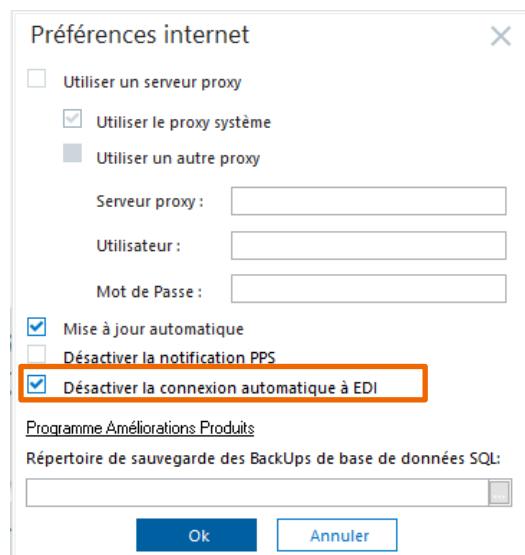 Préférences internet
Utiliser un serveur proxy
Utiliser le proxy système
Utiliser un autre proxy
Serveur proxy :
Utilisateur :
Mot de Passe :
Mise à jour automatique
Désactiver la notification PPS
Désactiver la connexion automatique à EDI
Programme Améliorations Produits
Répertoire de sauvegarde des BackUps de base de données SQL:
...
Ok Annuler